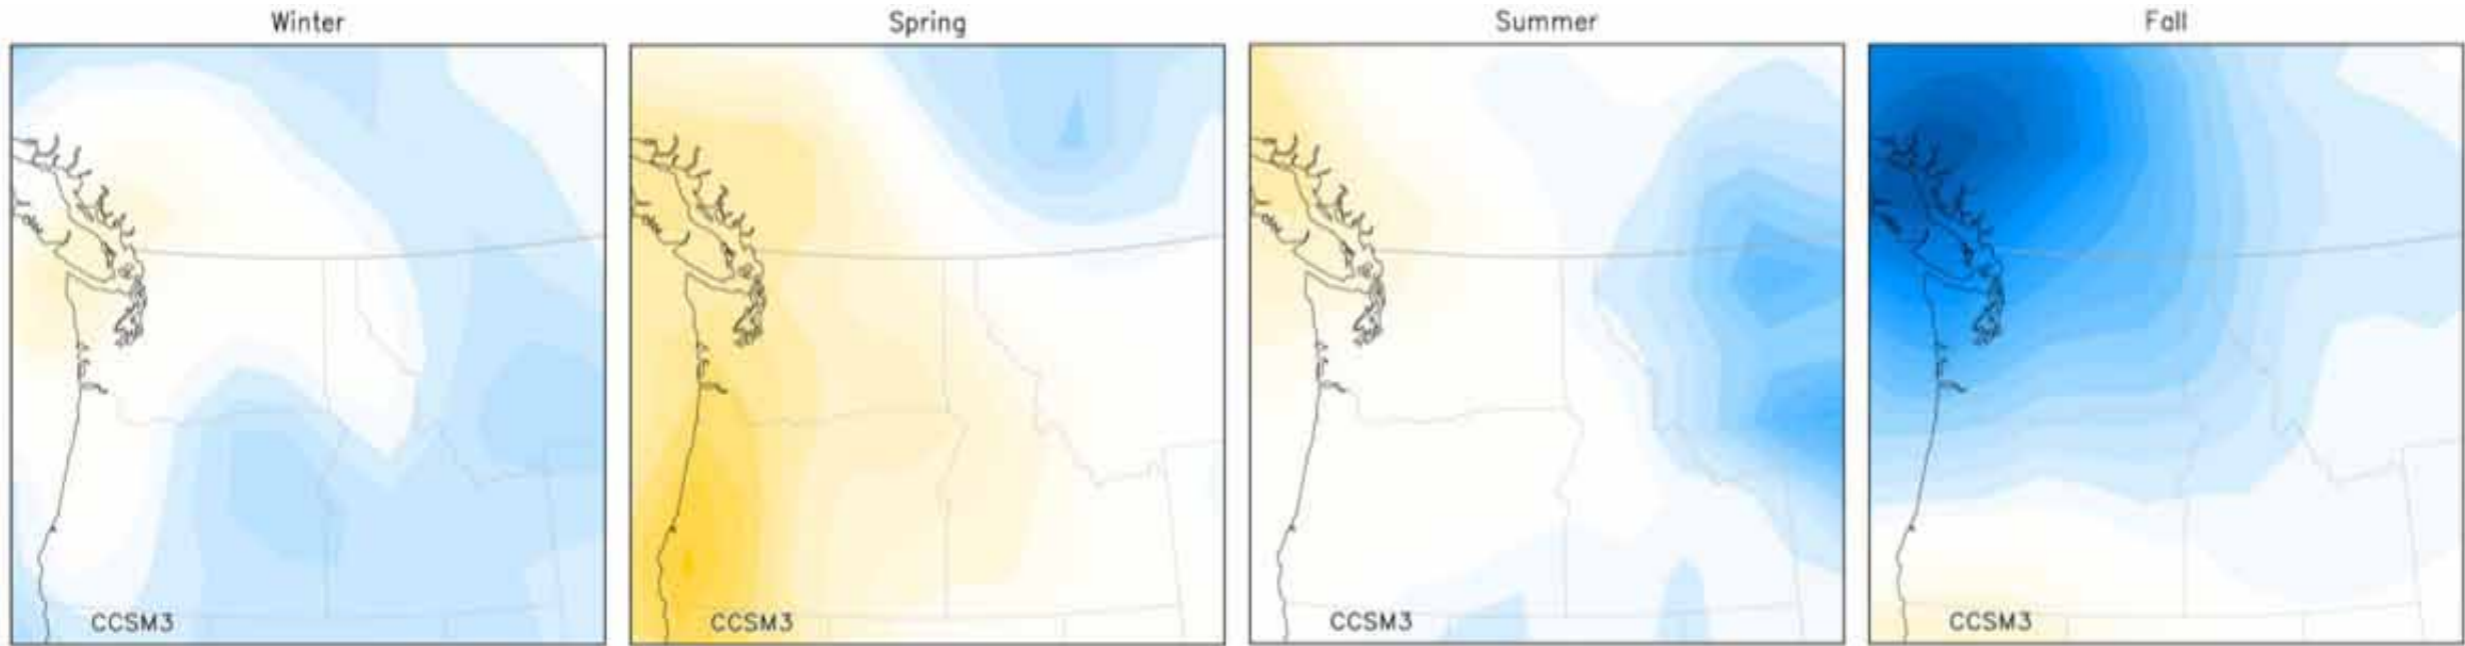 Winter
Spring
Summer
Fall
CCSM3
CCSM3
CCSM3
CCSM3